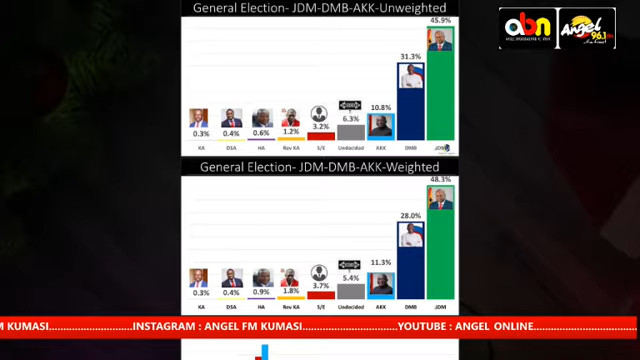 General Election- JDM-DMB-AKK-Unweighted
45.9%
31.3%
10.8%
6.3%
3.2%
1.2%
0.6%
0.4%
0.3%
KA DSA HA Rev KA S/E Undecided AKK DMB JDM
General Election- JDM-DMB-AKK-Weighted
48.3%
28.0%
11.3%
5.4%
3.7%
1.8%
0.9%
0.4%
0.3%
KA DSA HA Rev KA S/E Undecided AKK DMB JDM
abn
Angel
96.1 fm
M KUMASI.......................INSTAGRAM : ANGEL FM KUMASI..........................YOUTUBE : ANGEL ONLINE............................